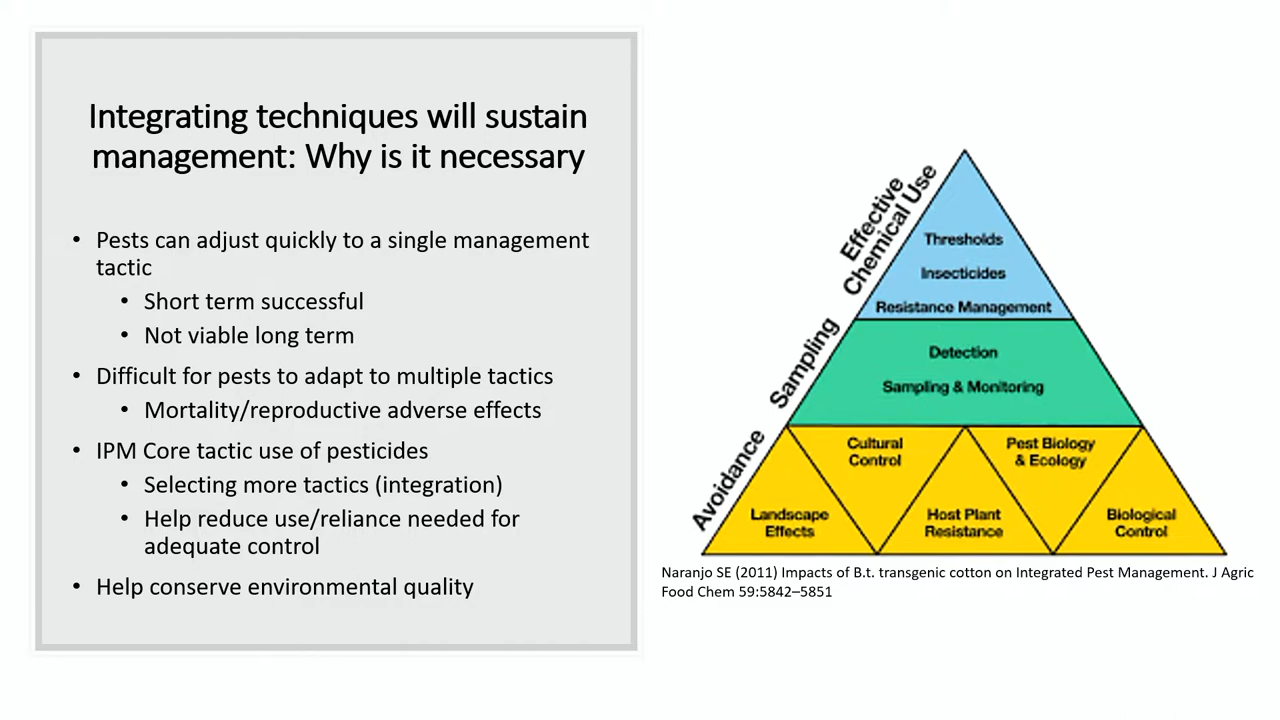 Integrating techniques will sustain
management: Why is it necessary
• Pests can adjust quickly to a single management
tactic
• Short term successful
• Not viable long term
• Difficult for pests to adapt to multiple tactics
• Mortality/reproductive adverse effects
• IPM Core tactic use of pesticides
• Selecting more tactics (integration)
• Help reduce use/reliance needed for
adequate control
• Help conserve environmental quality
Effective
Chemical Use
Thresholds
Insecticides
Resistance Management
Sampling
Detection
Sampling & Monitoring
Avoidance
Cultural
Control
Pest Biology
& Ecology
Landscape
Effects
Host Plant
Resistance
Biological
Control
Naranjo SE (2011) Impacts of B.t. transgenic cotton on Integrated Pest Management. J Agric
Food Chem 59:5842–5851